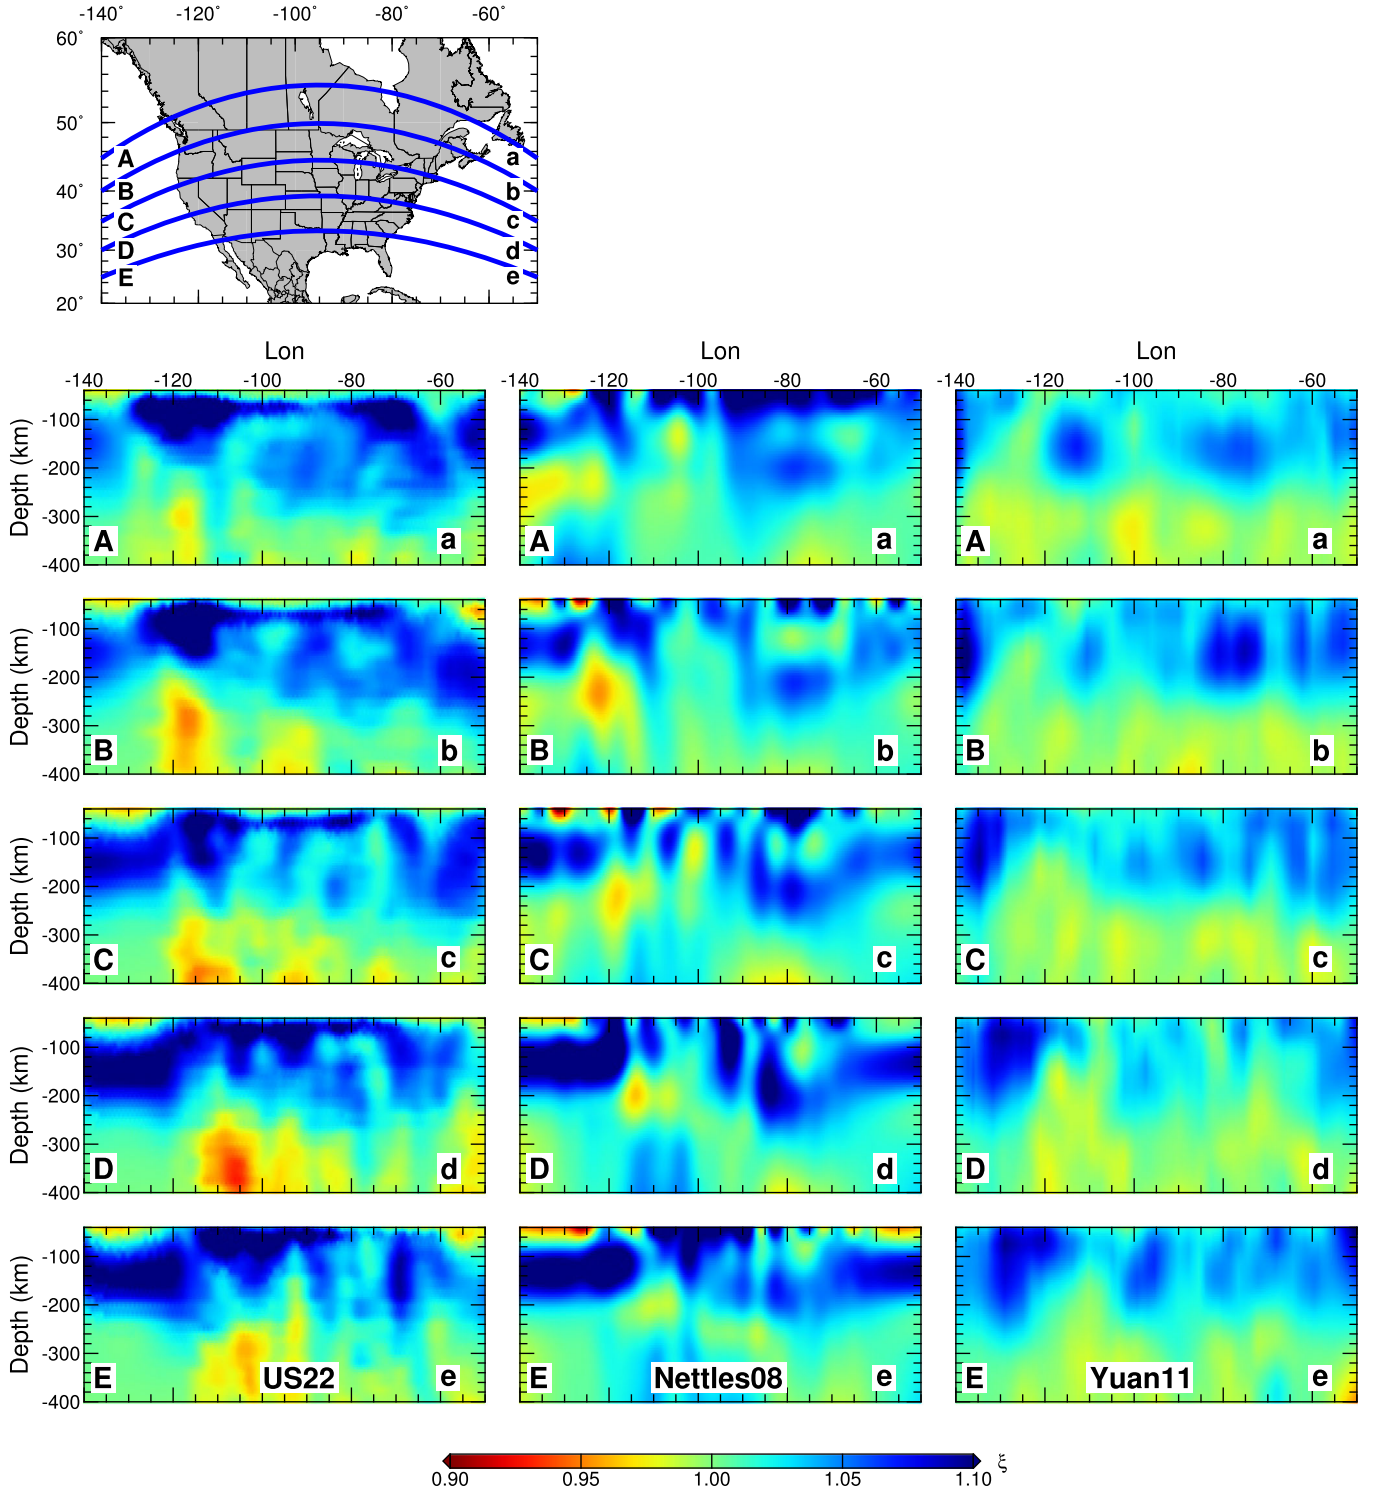 -140˚ -120˚ -100˚ -80˚ -60˚
60˚
50˚
40˚
30˚
20˚
A a
B b
C c
D d
E e
Lon Lon Lon
-140 -120 -100 -80 -60 -140 -120 -100 -80 -60 -140 -120 -100 -80 -60
Depth (km)
-100
-200
-300
-400
A a A a A a
Depth (km)
-100
-200
-300
-400
B b B b B b
Depth (km)
-100
-200
-300
-400
C c C c C c
Depth (km)
-100
-200
-300
-400
D d D d D d
Depth (km)
-100
-200
-300
-400
E US22 e E Nettles08 e E Yuan11 e
ξ
0.90 0.95 1.00 1.05 1.10